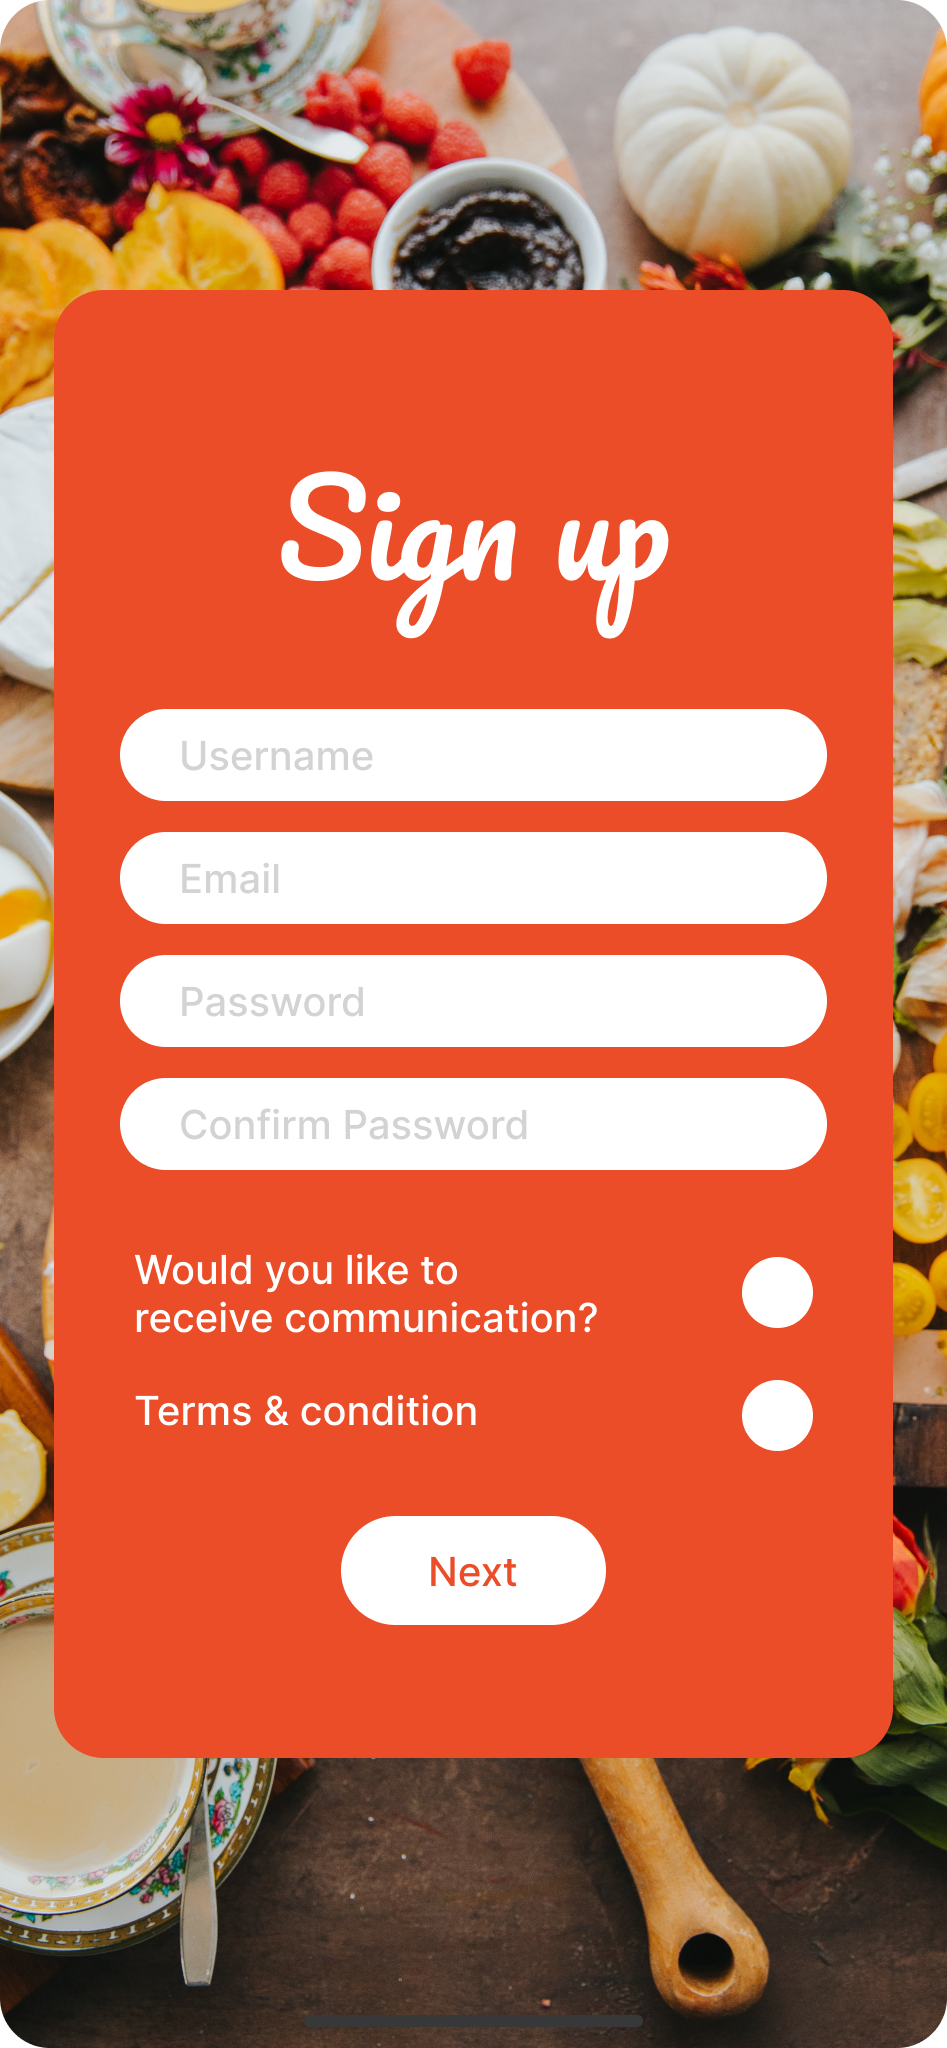 Sign up
Username
Email
Password
Confirm Password
Would you like to
receive communication?
Terms & condition
Next